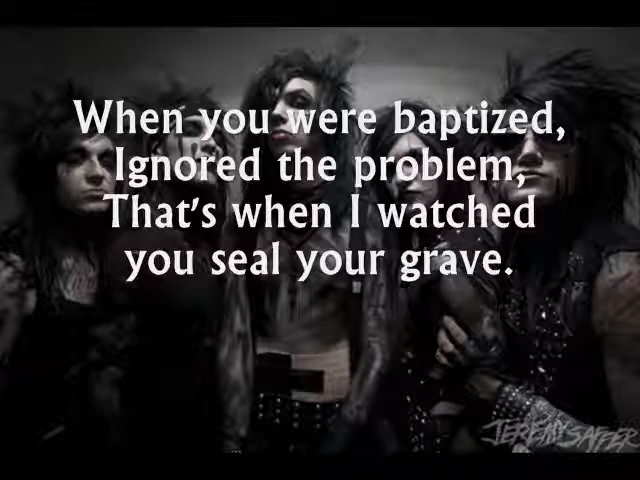 When you were baptized,
Ignored the problem,
That's when I watched
you seal your grave.
JEREMY SAFFER